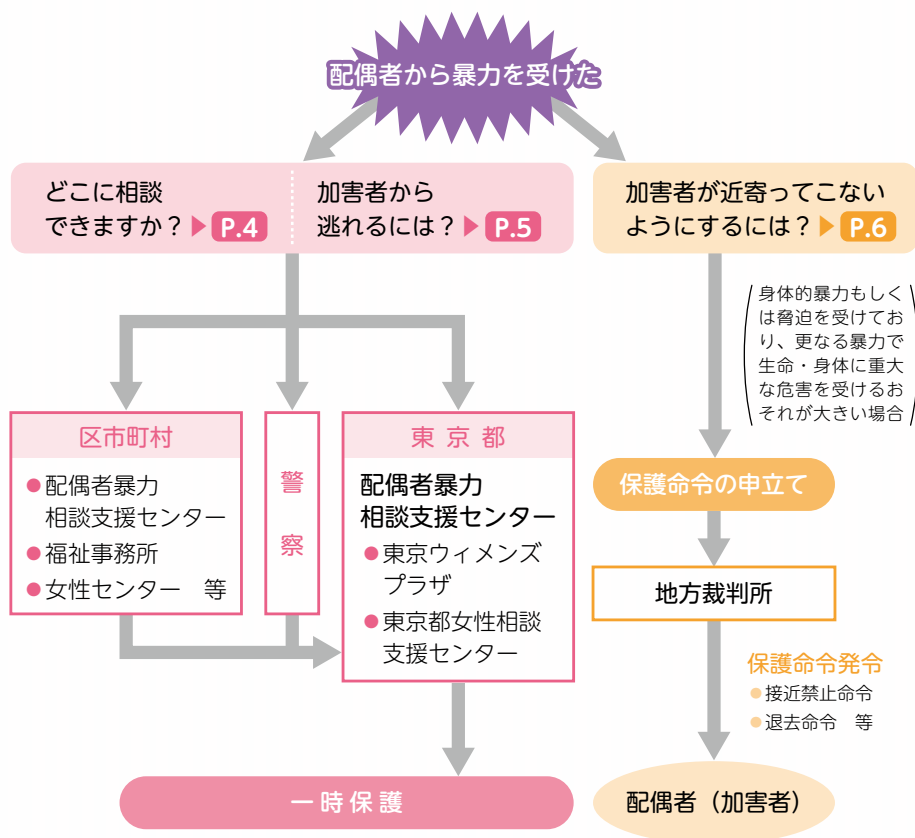 配偶者から暴力を受けた
どこに相談
できますか？▶P.4
加害者から
逃れるには？▶P.5
加害者が近寄ってこない
ようにするには？▶P.6
身体的暴力もしく
は脅迫を受けてお
り、更なる暴力で
生命・身体に重大
な危害を受けるお
それが大きい場合
区市町村
●配偶者暴力
相談支援センター
●福祉事務所
●女性センター　等
警
察
東京都
配偶者暴力
相談支援センター
●東京ウィメンズ
プラザ
●東京都女性相談
支援センター
保護命令の申立て
地方裁判所
保護命令発令
●接近禁止命令
●退去命令　等
一時保護
配偶者（加害者）